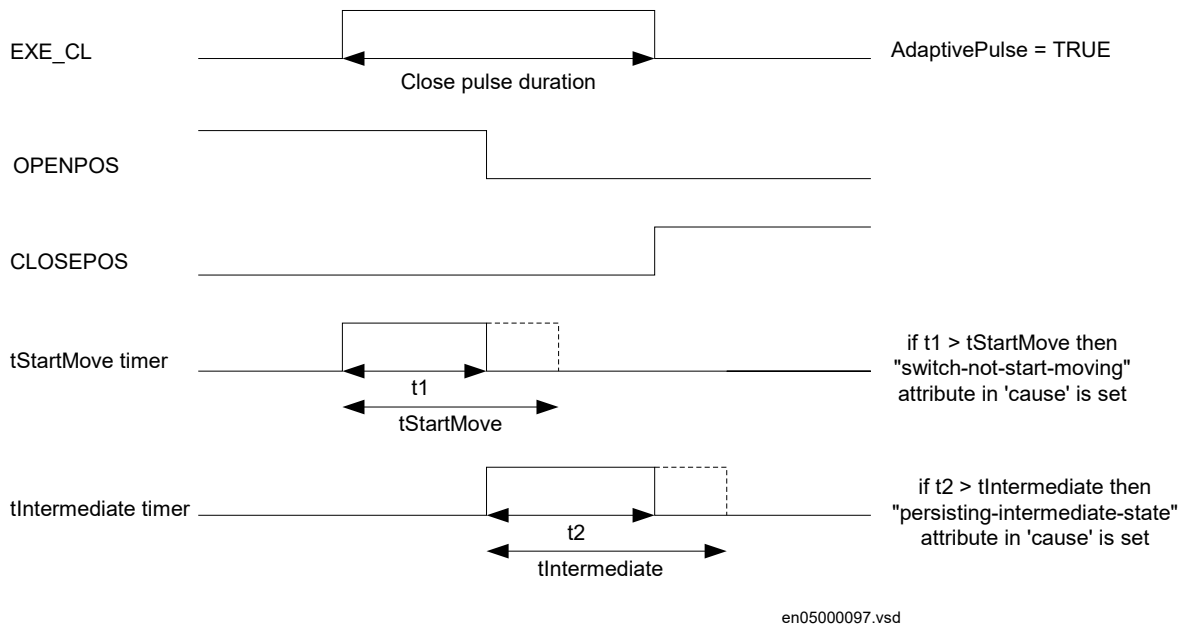 EXE_CL
AdaptivePulse = TRUE
Close pulse duration
OPENPOS
CLOSEPOS
tStartMove timer
t1
tStartMove
if t1 > tStartMove then
"switch-not-start-moving"
attribute in 'cause' is set
tIntermediate timer
t2
tIntermediate
if t2 > tIntermediate then
"persisting-intermediate-state"
attribute in 'cause' is set
en05000097.vsd